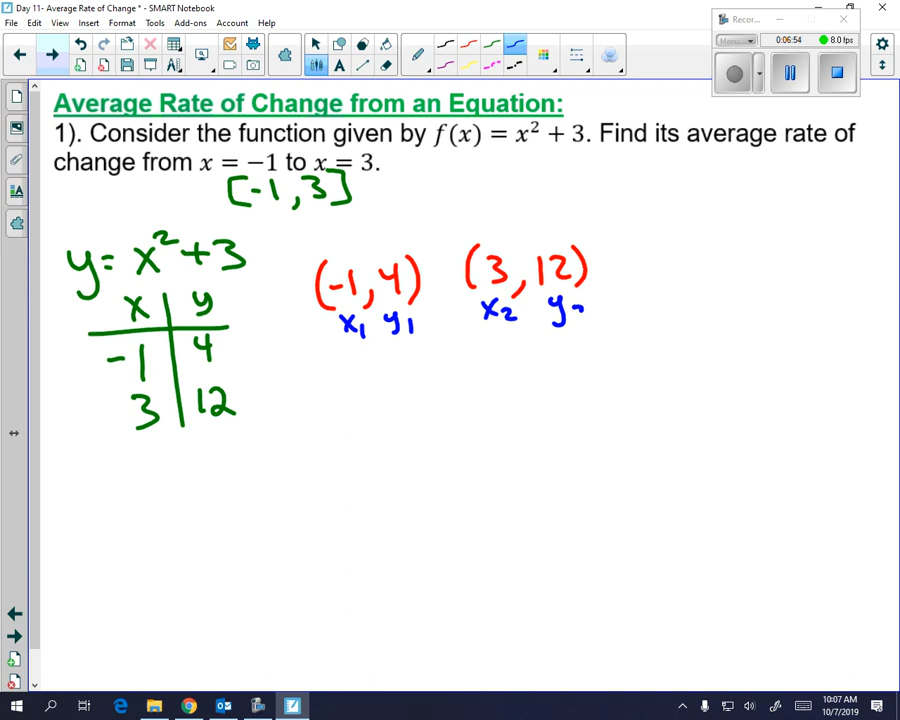 Day 11- Average Rate of Change * - SMART Notebook
File Edit View Insert Format Tools Add-ons Account Help
Recor...
Menu
0:06:54
8.0 fps
Average Rate of Change from an Equation:
1). Consider the function given by f(x) = x² + 3. Find its average rate of
change from x = −1 to x = 3.
[-1, 3]
y= x² + 3
(-1, 4) (3, 12)
x₁ y₁ x₂ y₂
x y
-1 4
3 12
10:07 AM
10/7/2019